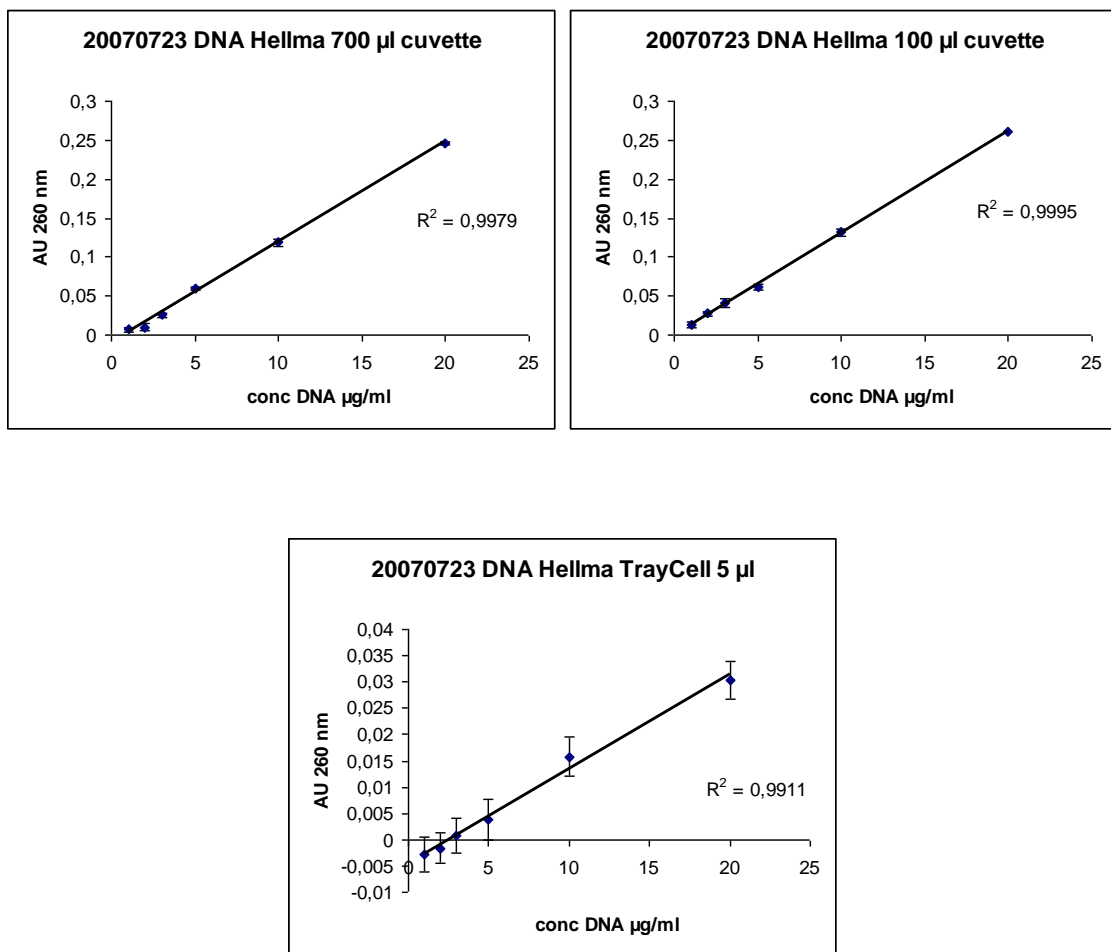 20070723 DNA Hellma 700 µl cuvette
0,3
0,25
0,2
0,15
0,1
0,05
0
AU 260 nm
R² = 0,9979
0 5 10 15 20 25
conc DNA µg/ml
20070723 DNA Hellma 100 µl cuvette
0,3
0,25
0,2
0,15
0,1
0,05
0
AU 260 nm
R² = 0,9995
0 5 10 15 20 25
conc DNA µg/ml
20070723 DNA Hellma TrayCell 5 µl
0,04
0,035
0,03
0,025
0,02
0,015
0,01
0,005
0
-0,005
-0,01
AU 260 nm
R² = 0,9911
0 5 10 15 20 25
conc DNA µg/ml